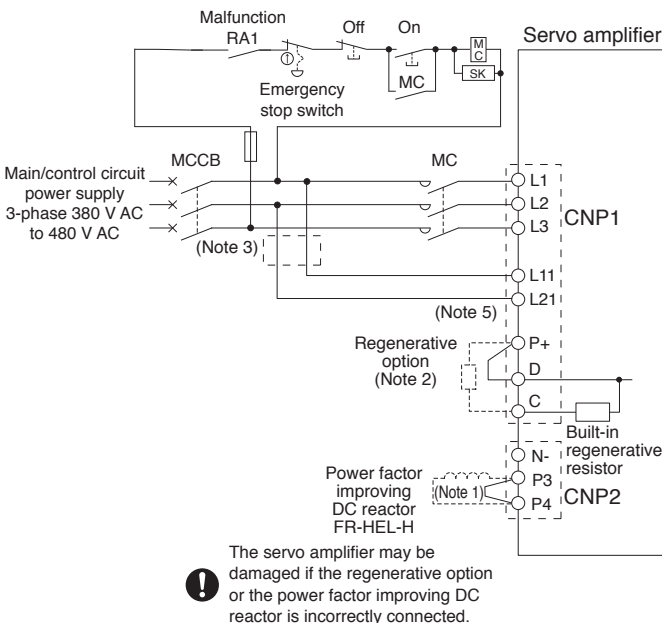 Malfunction
RA1
Off
On
MC
SK
MC
Emergency
stop switch
Servo amplifier
MCCB
MC
Main/control circuit
power supply
3-phase 380 V AC
to 480 V AC
(Note 3)
L1
L2
L3
CNP1
L11
L21
(Note 5)
Regenerative
option
(Note 2)
P+
D
C
Built-in
regenerative
resistor
N-
P3
P4
CNP2
Power factor
improving
DC reactor
FR-HEL-H
(Note 1)
The servo amplifier may be
damaged if the regenerative option
or the power factor improving DC
reactor is incorrectly connected.